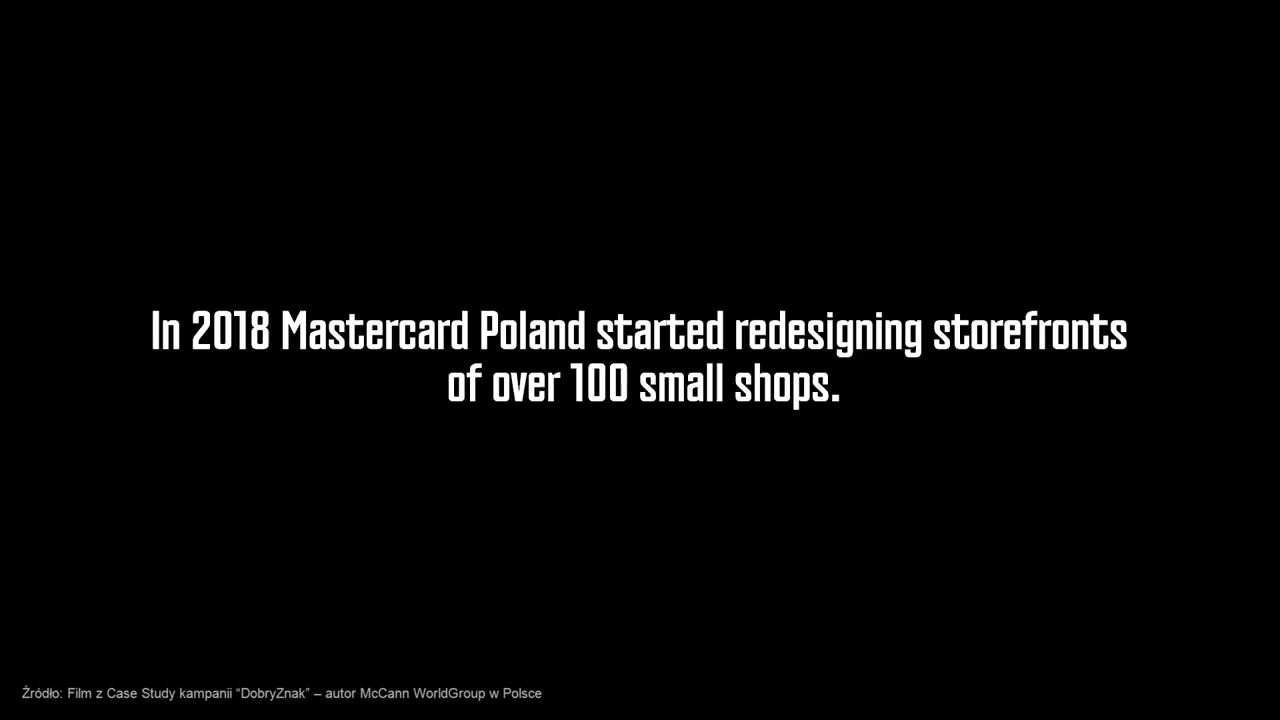 In 2018 Mastercard Poland started redesigning storefronts
of over 100 small shops.
Źródło: Film z Case Study kampanii “DobryZnak” – autor McCann WorldGroup w Polsce